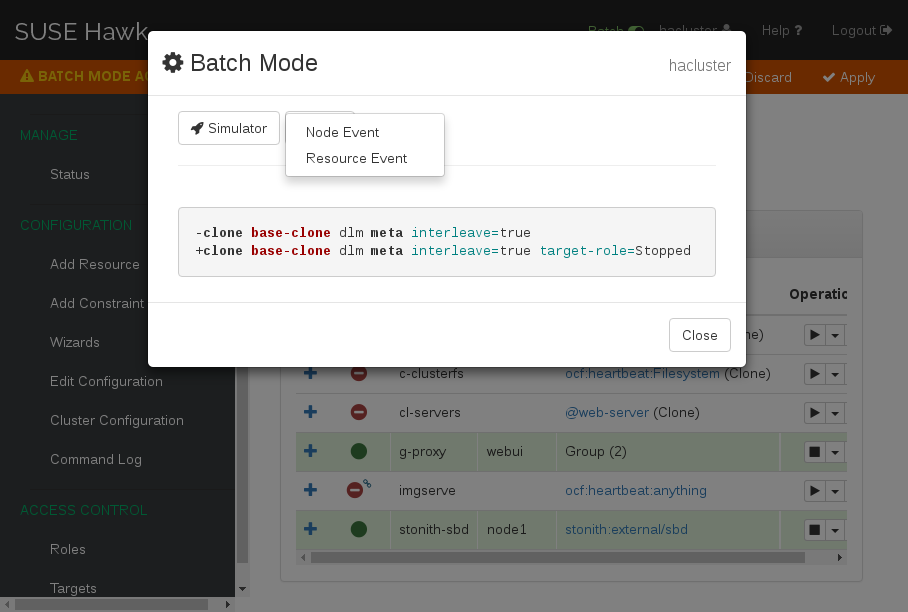 SUSE Hawk
Batch
hacluster
Help ?
Logout
BATCH MODE AC
Discard
Apply
Batch Mode
hacluster
Simulator
Node Event
Resource Event
-clone base-clone dlm meta interleave=true
+clone base-clone dlm meta interleave=true target-role=Stopped
Close
MANAGE
Status
CONFIGURATION
Add Resource
Add Constraint
Wizards
Edit Configuration
Cluster Configuration
Command Log
ACCESS CONTROL
Roles
Targets
Operatic
ne)
c-clusterfs ocf:heartbeat:Filesystem (Clone)
cl-servers @web-server (Clone)
g-proxy webui Group (2)
imgserve ocf:heartbeat:anything
stonith-sbd node1 stonith:external/sbd